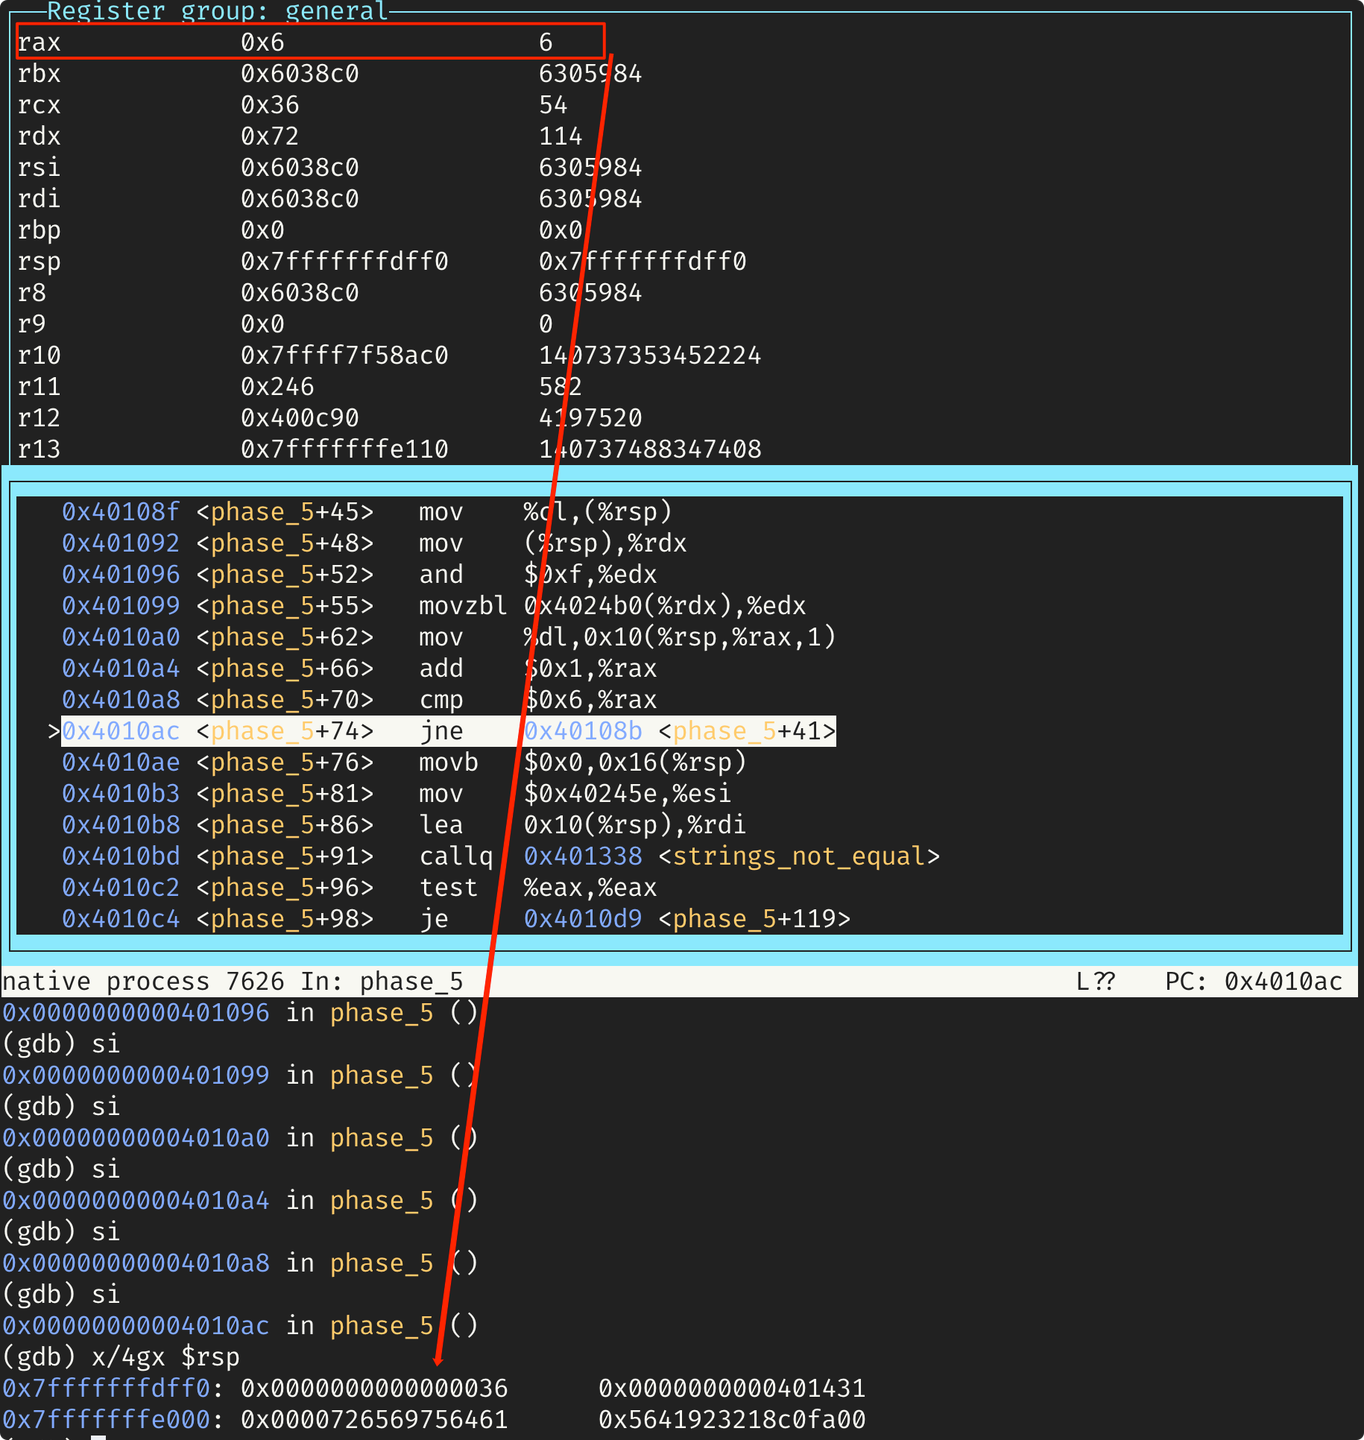 Register group: general
rax 0x6 6
rbx 0x6038c0 6305984
rcx 0x36 54
rdx 0x72 114
rsi 0x6038c0 6305984
rdi 0x6038c0 6305984
rbp 0x0 0x0
rsp 0x7fffffffdff0 0x7fffffffdff0
r8 0x6038c0 6305984
r9 0x0 0
r10 0x7ffff7f58ac0 140737353452224
r11 0x246 582
r12 0x400c90 4197520
r13 0x7fffffffe110 140737488347408
0x40108f <phase_5+45> mov %cl,(%rsp)
0x401092 <phase_5+48> mov (%rsp),%rdx
0x401096 <phase_5+52> and $0xf,%edx
0x401099 <phase_5+55> movzbl 0x4024b0(%rdx),%edx
0x4010a0 <phase_5+62> mov %dl,0x10(%rsp,%rax,1)
0x4010a4 <phase_5+66> add $0x1,%rax
0x4010a8 <phase_5+70> cmp $0x6,%rax
>0x4010ac <phase_5+74> jne 0x40108b <phase_5+41>
0x4010ae <phase_5+76> movb $0x0,0x16(%rsp)
0x4010b3 <phase_5+81> mov $0x40245e,%esi
0x4010b8 <phase_5+86> lea 0x10(%rsp),%rdi
0x4010bd <phase_5+91> callq 0x401338 <strings_not_equal>
0x4010c2 <phase_5+96> test %eax,%eax
0x4010c4 <phase_5+98> je 0x4010d9 <phase_5+119>
native process 7626 In: phase_5 L?? PC: 0x4010ac
0x0000000000401096 in phase_5 ()
(gdb) si
0x0000000000401099 in phase_5 ()
(gdb) si
0x00000000004010a0 in phase_5 ()
(gdb) si
0x00000000004010a4 in phase_5 ()
(gdb) si
0x00000000004010a8 in phase_5 ()
(gdb) si
0x00000000004010ac in phase_5 ()
(gdb) x/4gx $rsp
0x7fffffffdff0: 0x0000000000000036 0x0000000000401431
0x7fffffffe000: 0x0000726569756461 0x5641923218c0fa00